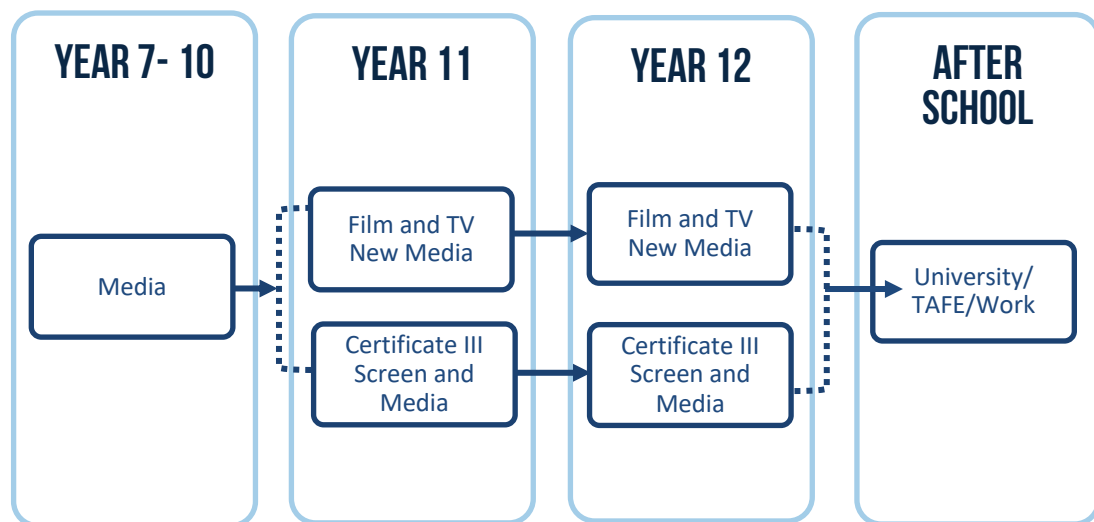 YEAR 7- 10
Media
YEAR 11
Film and TV
New Media
Certificate III
Screen and
Media
YEAR 12
Film and TV
New Media
Certificate III
Screen and
Media
AFTER
SCHOOL
University/
TAFE/Work